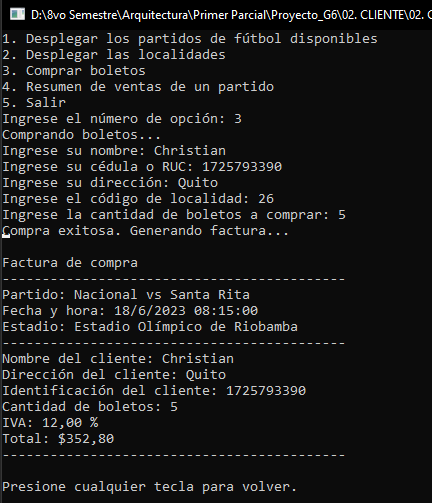 D:\8vo Semestre\Arquitectura\Primer Parcial\Proyecto_G6\02. CLIENTE\02. C
1. Desplegar los partidos de fútbol disponibles
2. Desplegar las localidades
3. Comprar boletos
4. Resumen de ventas de un partido
5. Salir
Ingrese el número de opción: 3
Comprando boletos...
Ingrese su nombre: Christian
Ingrese su cédula o RUC: 1725793390
Ingrese su dirección: Quito
Ingrese el código de localidad: 26
Ingrese la cantidad de boletos a comprar: 5
Compra exitosa. Generando factura...
Factura de compra
-------------------------------------------
Partido: Nacional vs Santa Rita
Fecha y hora: 18/6/2023 08:15:00
Estadio: Estadio Olímpico de Riobamba
-------------------------------------------
Nombre del cliente: Christian
Dirección del cliente: Quito
Identificación del cliente: 1725793390
Cantidad de boletos: 5
IVA: 12,00 %
Total: $352,80
-------------------------------------------
Presione cualquier tecla para volver.